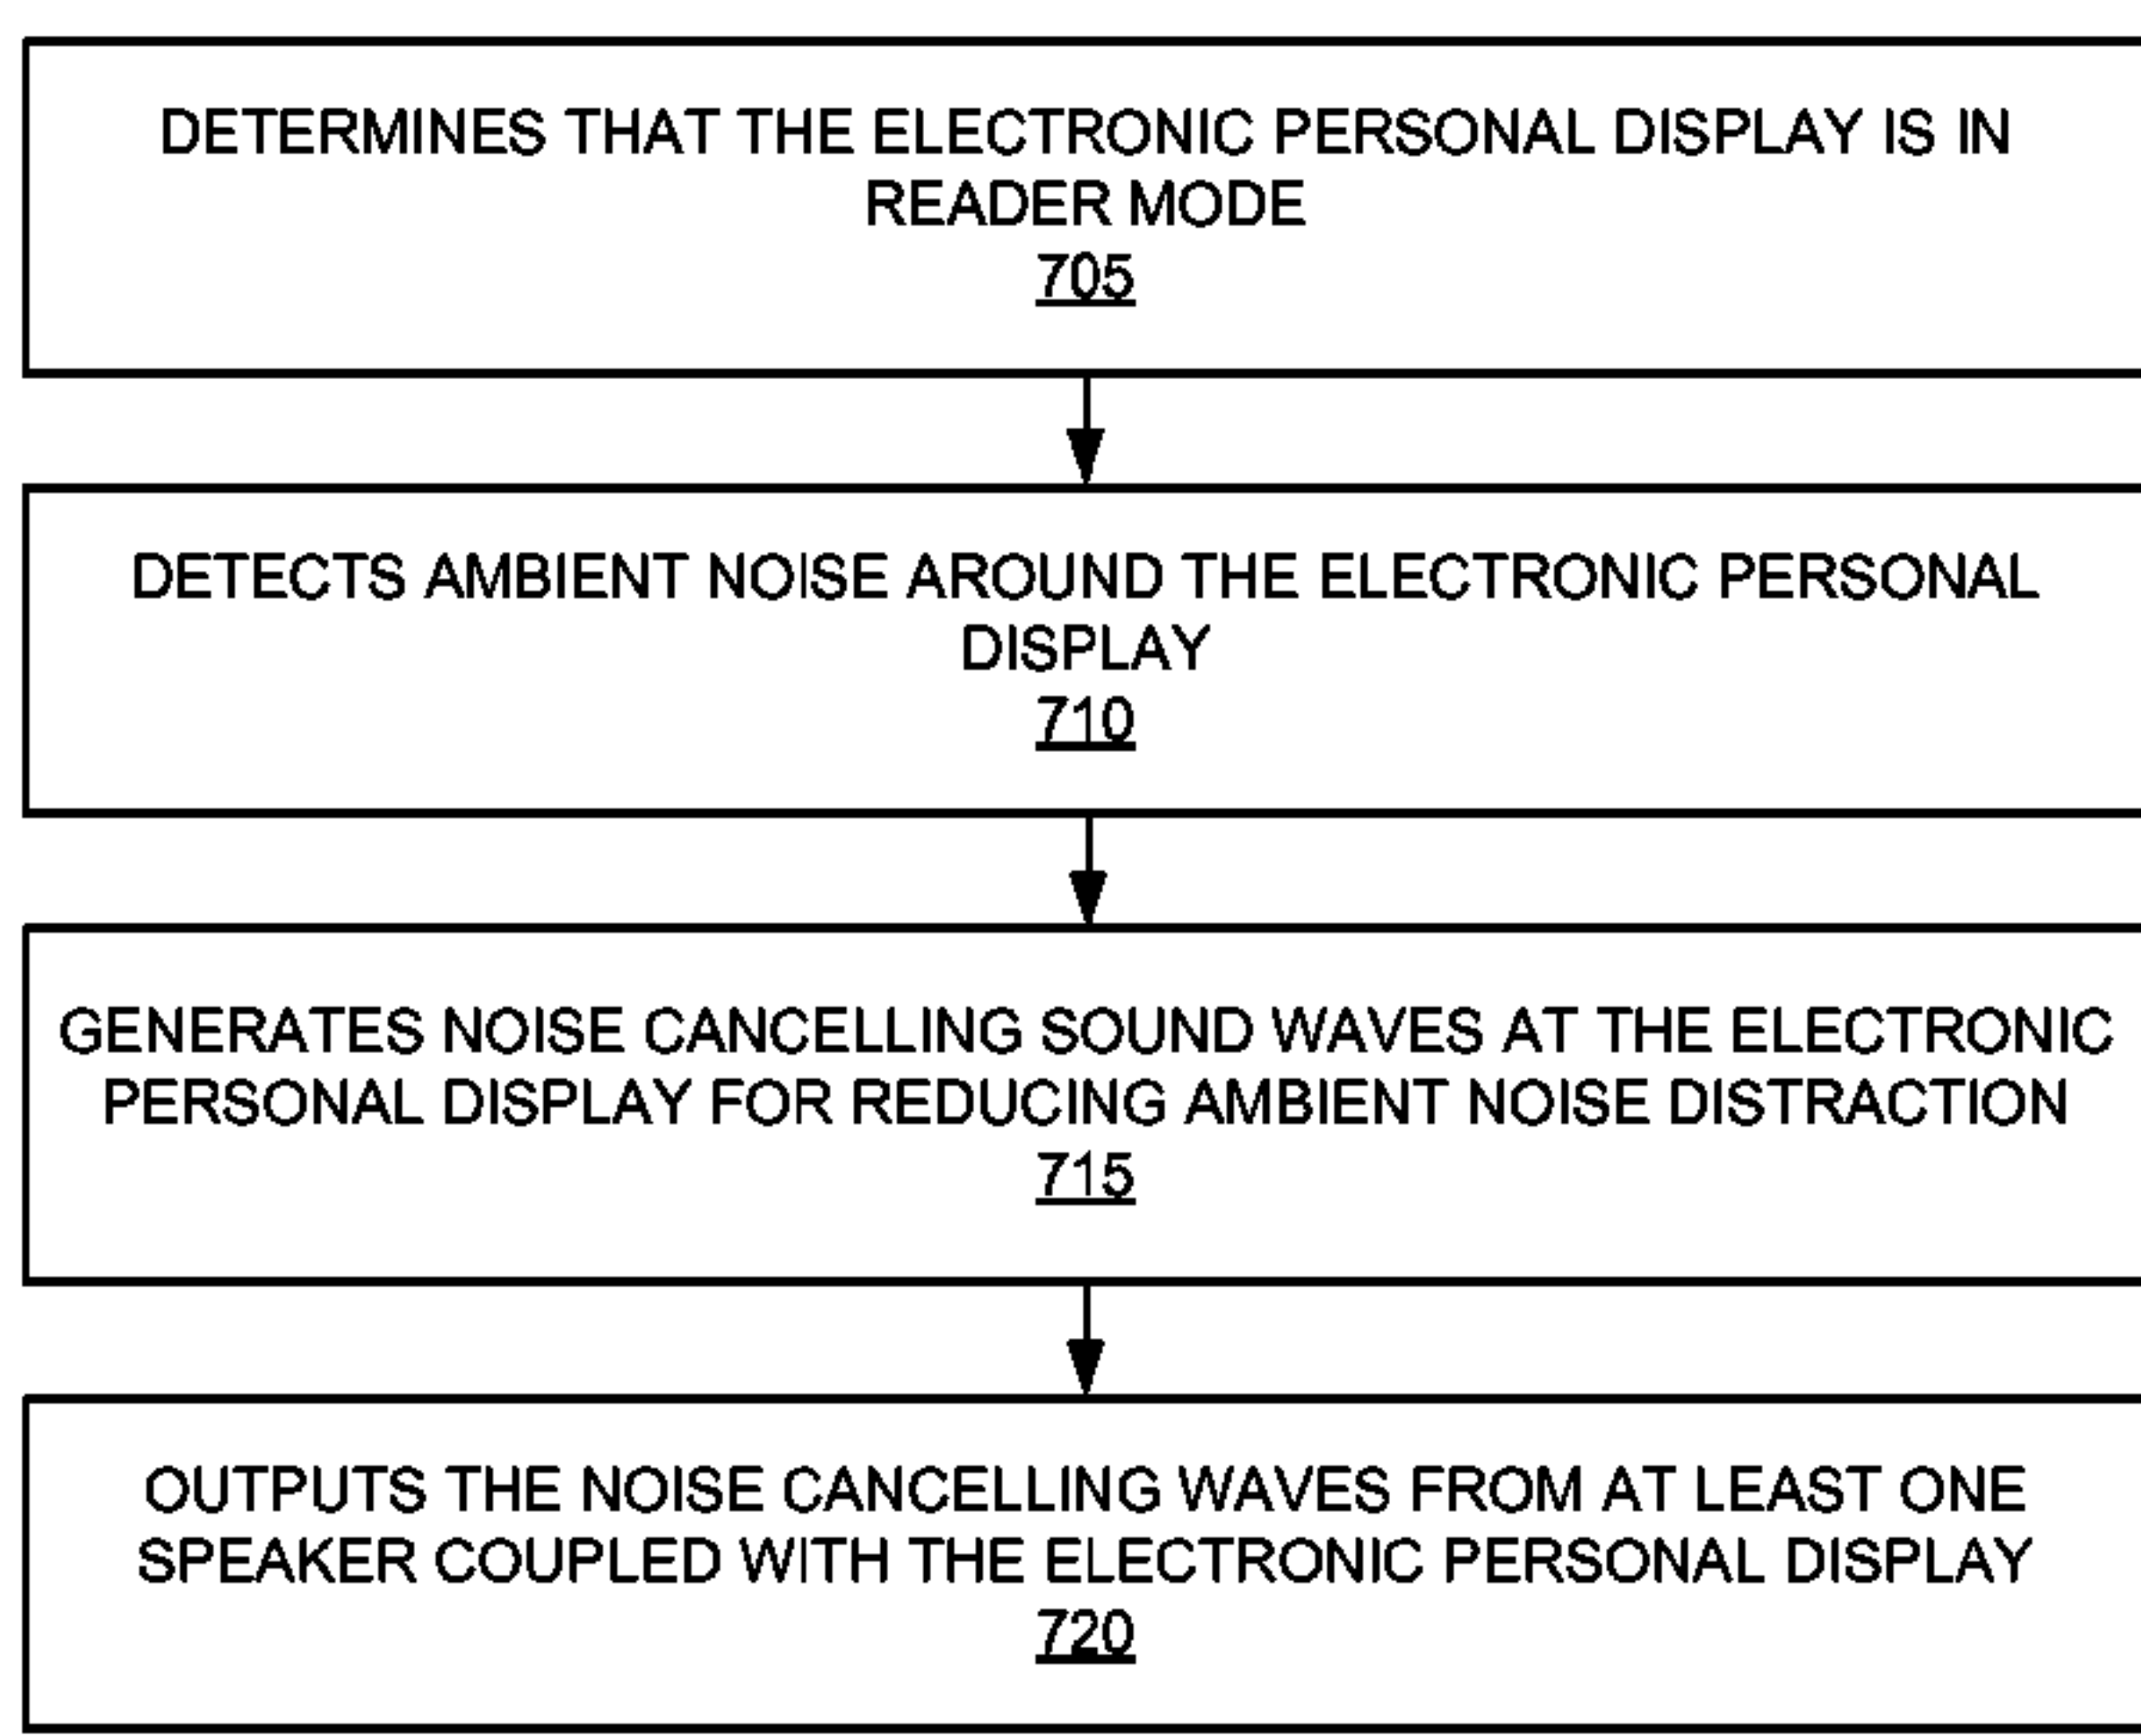 DETERMINES THAT THE ELECTRONIC PERSONAL DISPLAY IS IN
READER MODE
705
DETECTS AMBIENT NOISE AROUND THE ELECTRONIC PERSONAL
DISPLAY
710
GENERATES NOISE CANCELLING SOUND WAVES AT THE ELECTRONIC
PERSONAL DISPLAY FOR REDUCING AMBIENT NOISE DISTRACTION
715
OUTPUTS THE NOISE CANCELLING WAVES FROM AT LEAST ONE
SPEAKER COUPLED WITH THE ELECTRONIC PERSONAL DISPLAY
720